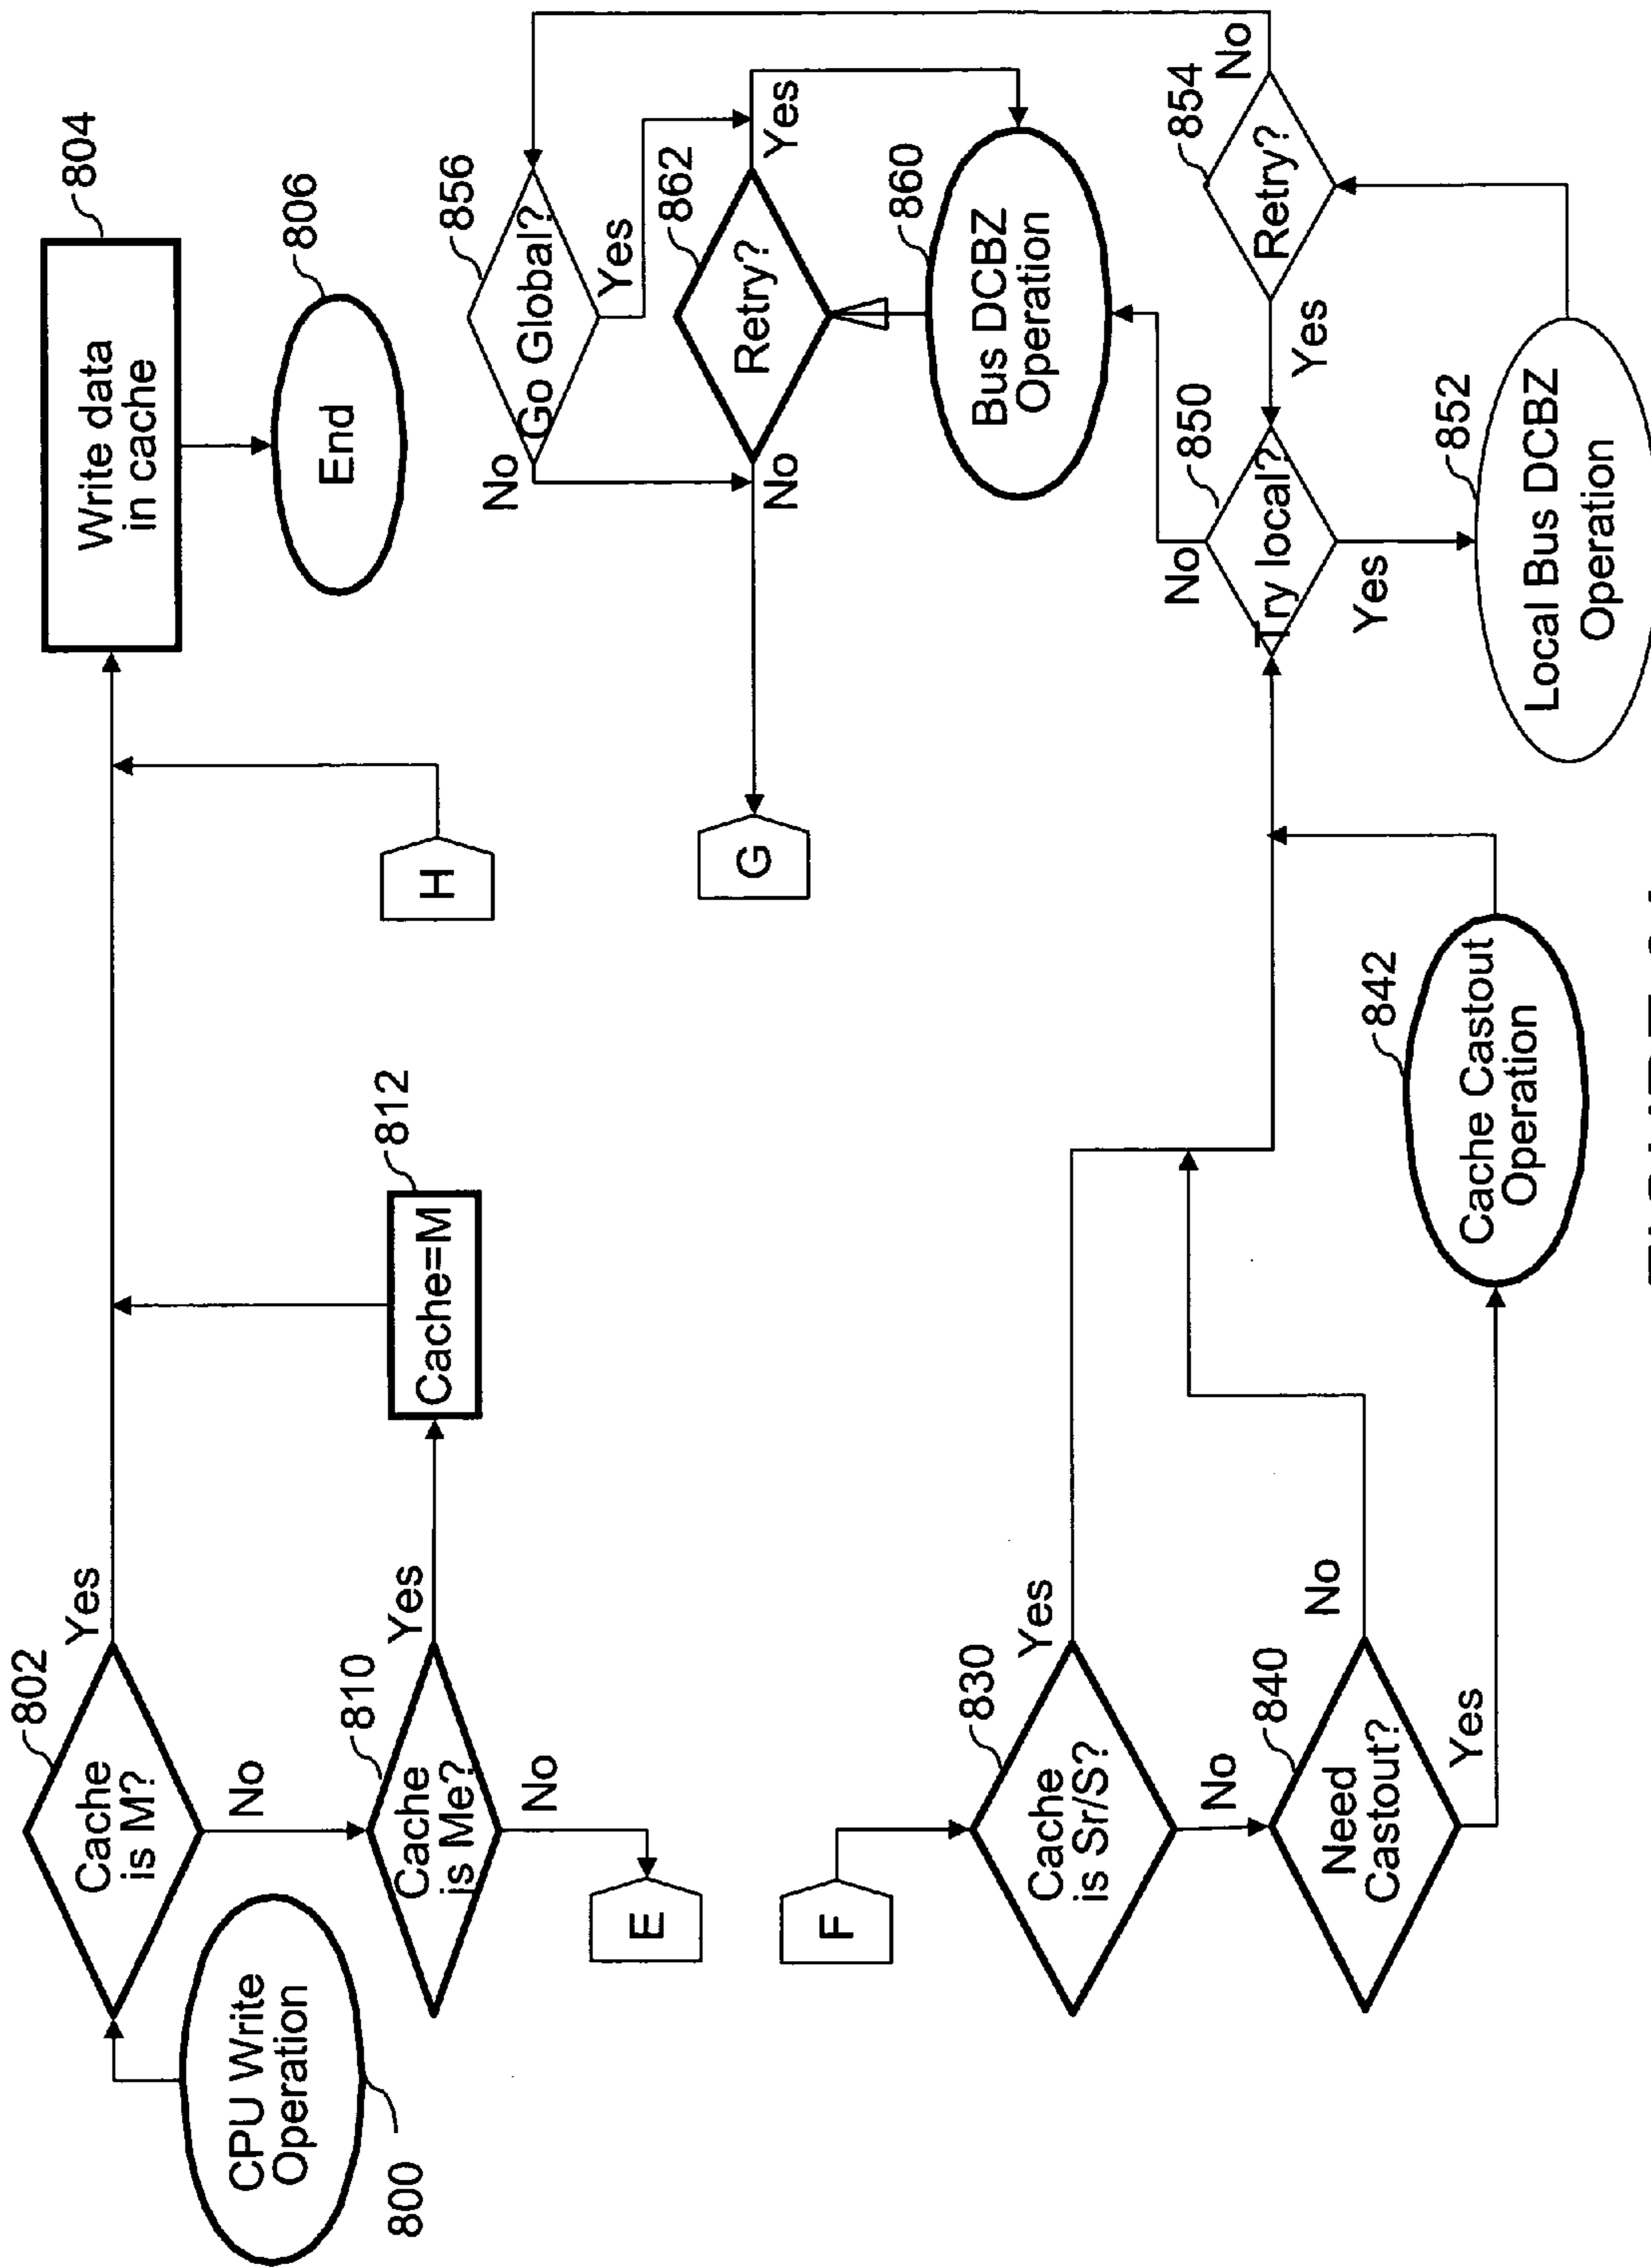 CPU Write
Operation
800
Cache
is M?
802
Yes
No
Write data
in cache
804
End
806
Cache
is Me?
810
Yes
No
Cache=M
812
E
H
Go Global?
856
Yes
No
Retry?
862
Yes
No
G
Bus DCBZ
Operation
860
F
Cache
is Sr/S?
830
Yes
No
Need
Castout?
840
No
Yes
Cache Castout
Operation
842
Try local?
850
No
Yes
Local Bus DCBZ
Operation
852
Retry?
854
Yes
No